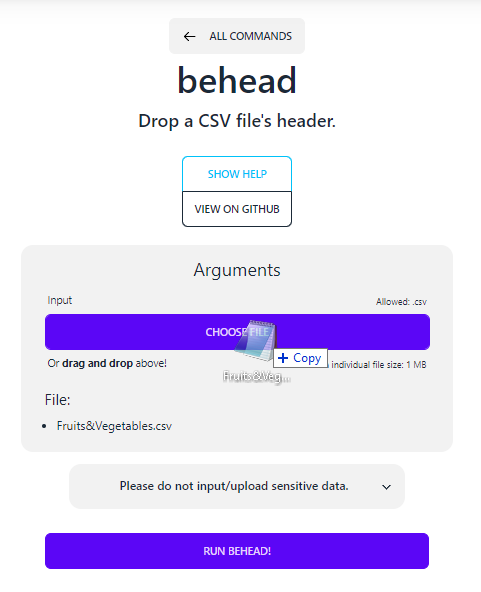 ← ALL COMMANDS
behead
Drop a CSV file's header.
SHOW HELP
VIEW ON GITHUB
Arguments
Input Allowed: .csv
CHOOSE FILE
Or drag and drop above! individual file size: 1 MB
+ Copy
Fruits&Veg...
File:
• Fruits&Vegetables.csv
Please do not input/upload sensitive data.
RUN BEHEAD!